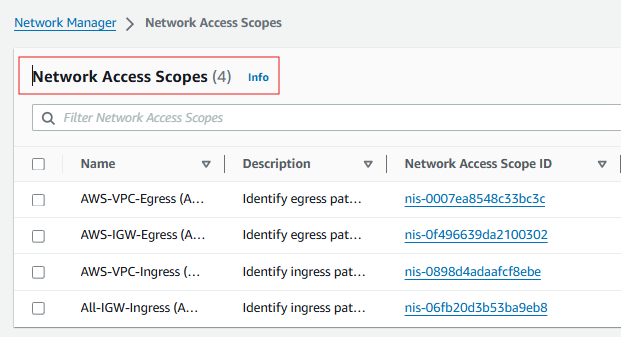 Network Manager > Network Access Scopes
Network Access Scopes (4) Info
Filter Network Access Scopes
Name Description Network Access Scope ID
AWS-VPC-Egress (A... Identify egress pat... nis-0007ea8548c33bc3c
AWS-IGW-Egress (A... Identify egress pat... nis-0f496639da2100302
AWS-VPC-Ingress (A... Identify ingress pat... nis-0898d4adaafcf8ebe
All-IGW-Ingress (A... Identify ingress pat... nis-06fb20d3b53ba9eb8